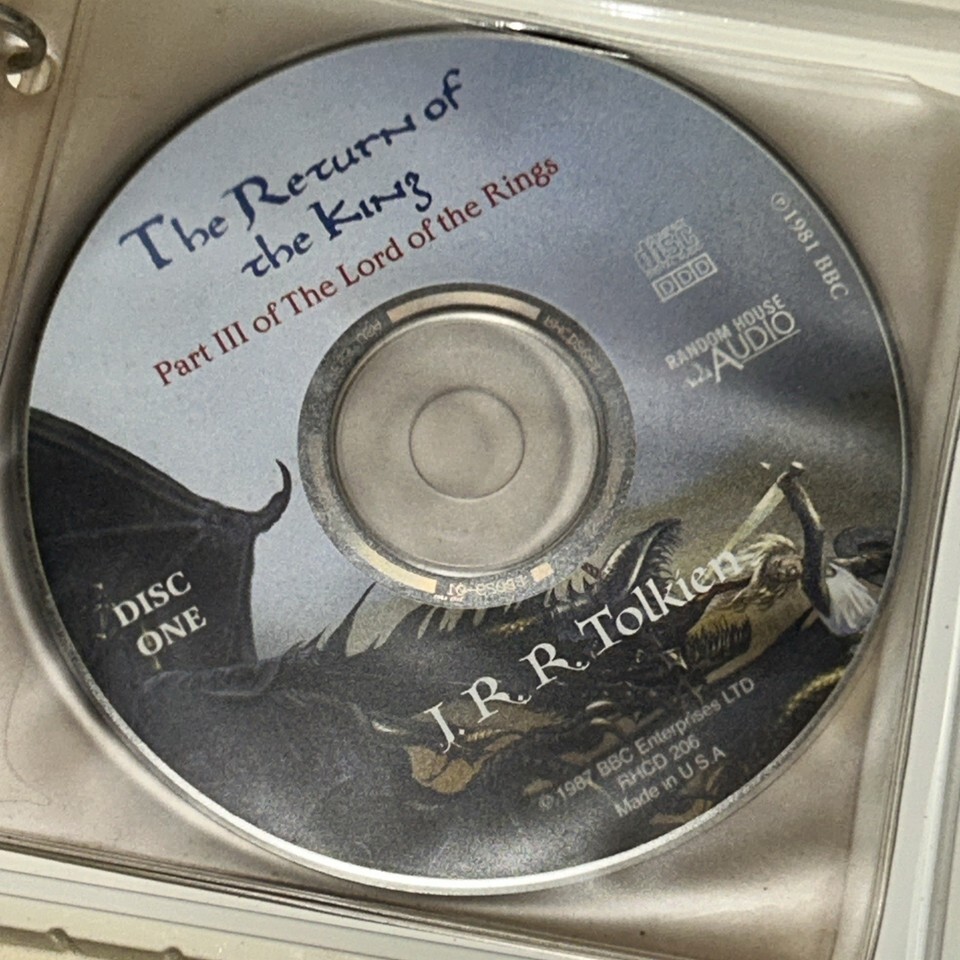 The Return of
the King
Part III of The Lord of the Rings
℗ 1981 BBC
disc
DDD
RANDOM HOUSE
AUDIO
DISC
ONE
J. R. R. Tolkien
© 1987 BBC Enterprises LTD
RHCD 206
Made in U.S.A